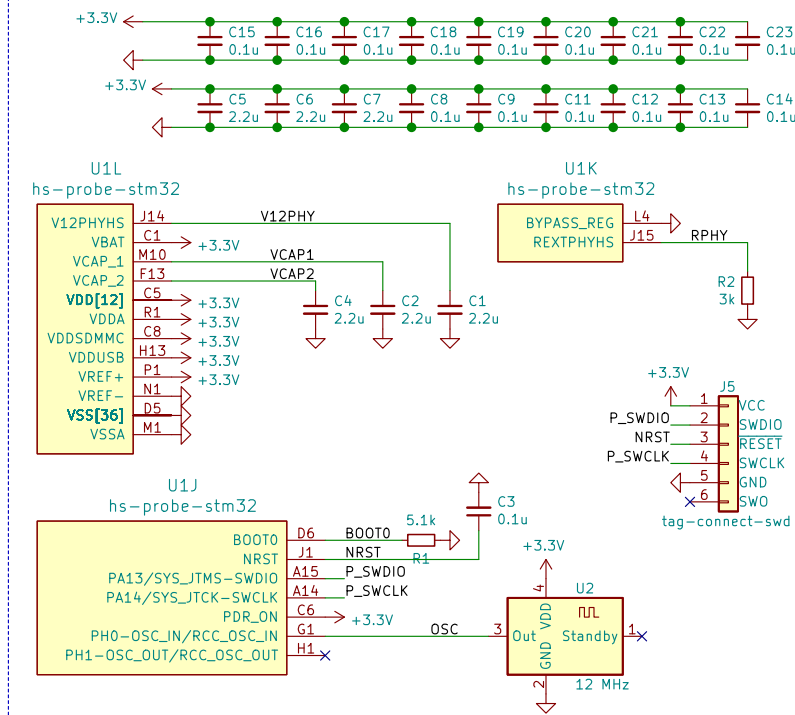 +3.3V
C15 C16 C17 C18 C19 C20 C21 C22 C23
0.1u 0.1u 0.1u 0.1u 0.1u 0.1u 0.1u 0.1u 0.1u
+3.3V
C5 C6 C7 C8 C9 C11 C12 C13 C14
2.2u 2.2u 2.2u 0.1u 0.1u 0.1u 0.1u 0.1u 0.1u
U1L
hs-probe-stm32
V12PHYHS J14 V12PHY
VBAT C1 +3.3V
VCAP_1 M10 VCAP1
VCAP_2 F13 VCAP2
VDD[12] C5 +3.3V
VDDA R1 +3.3V
VDDSDMMC C8 +3.3V
VDDUSB H13 +3.3V
VREF+ P1 +3.3V
VREF- N1
VSS[36] D5
VSSA M1
C4 C2 C1
2.2u 2.2u 2.2u
U1K
hs-probe-stm32
BYPASS_REG L4
REXTPHYHS J15 RPHY
R2
3k
+3.3V
J5
1 VCC
P_SWDIO 2 SWDIO
NRST 3 RESET
P_SWCLK 4 SWCLK
5 GND
6 SWO
tag-connect-swd
U1J
hs-probe-stm32
BOOT0 D6 BOOT0
NRST J1 NRST
PA13/SYS_JTMS-SWDIO A15 P_SWDIO
PA14/SYS_JTCK-SWCLK A14 P_SWCLK
PDR_ON C6 +3.3V
PH0-OSC_IN/RCC_OSC_IN G1 OSC
PH1-OSC_OUT/RCC_OSC_OUT H1
5.1k
R1
C3
0.1u
+3.3V
4 U2
VDD
3 Out Standby 1
GND
2 12 MHz